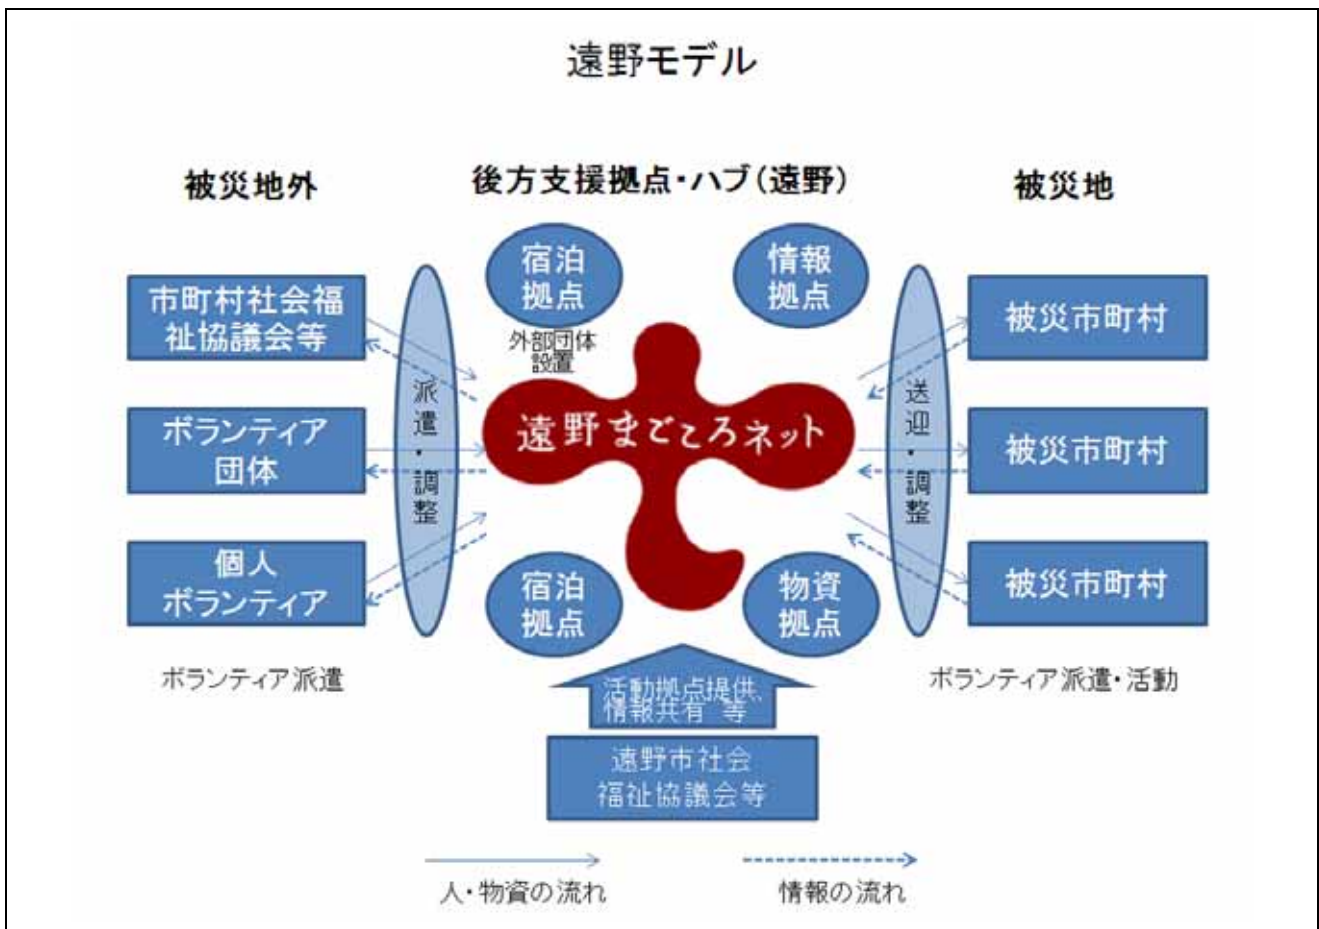 遠野モデル
被災地外
後方支援拠点・ハブ(遠野)
被災地
市町村社会福
祉協議会等
ボランティア
団体
個人
ボランティア
ボランティア派遣
派遣・調整
宿泊
拠点
外部団体
設置
情報
拠点
遠野まごころネット
宿泊
拠点
物資
拠点
活動拠点提供、
情報共有 等
遠野市社会
福祉協議会等
送迎・調整
被災市町村
被災市町村
被災市町村
ボランティア派遣・活動
人・物資の流れ
情報の流れ